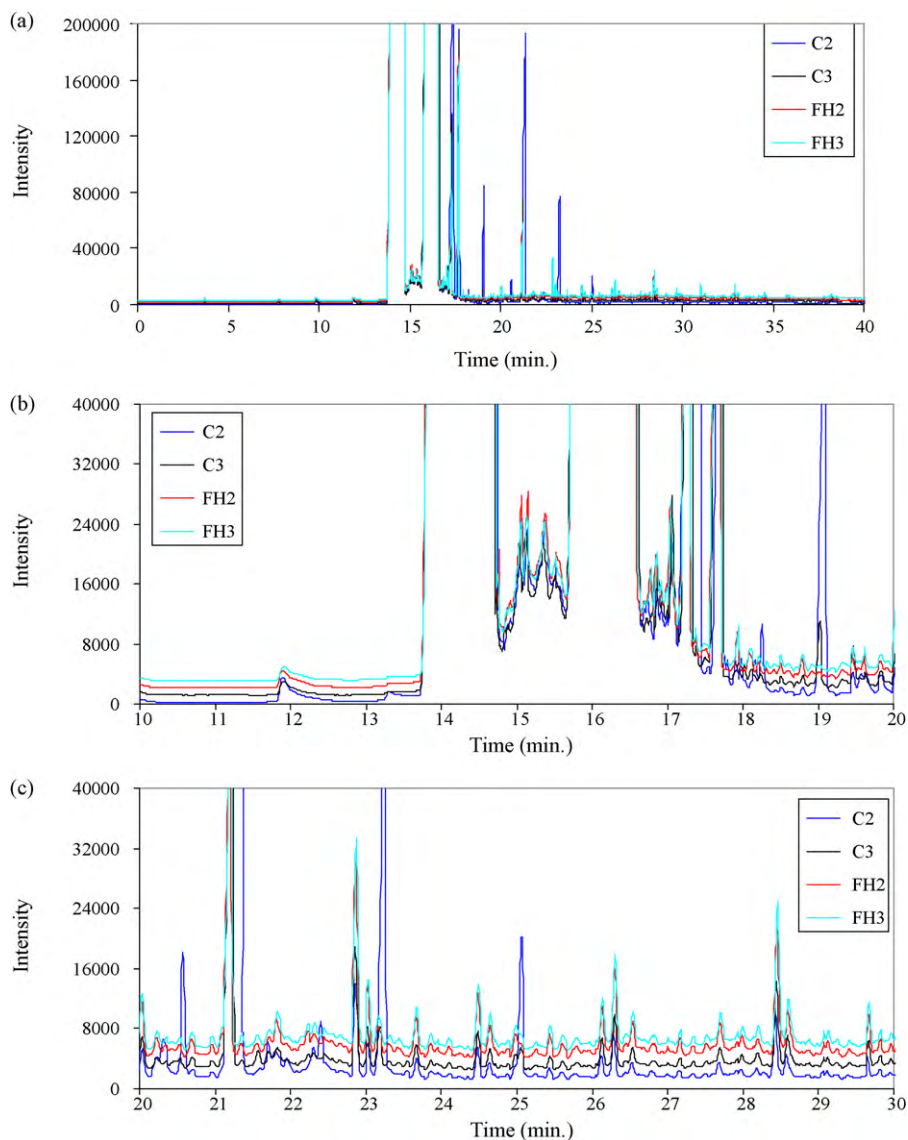 (a)
200000
160000
120000
80000
40000
0
Intensity
0 5 10 15 20 25 30 35 40
Time (min.)
C2
C3
FH2
FH3
(b)
40000
32000
24000
16000
8000
0
Intensity
10 11 12 13 14 15 16 17 18 19 20
Time (min.)
C2
C3
FH2
FH3
(c)
40000
32000
24000
16000
8000
0
Intensity
20 21 22 23 24 25 26 27 28 29 30
Time (min.)
C2
C3
FH2
FH3